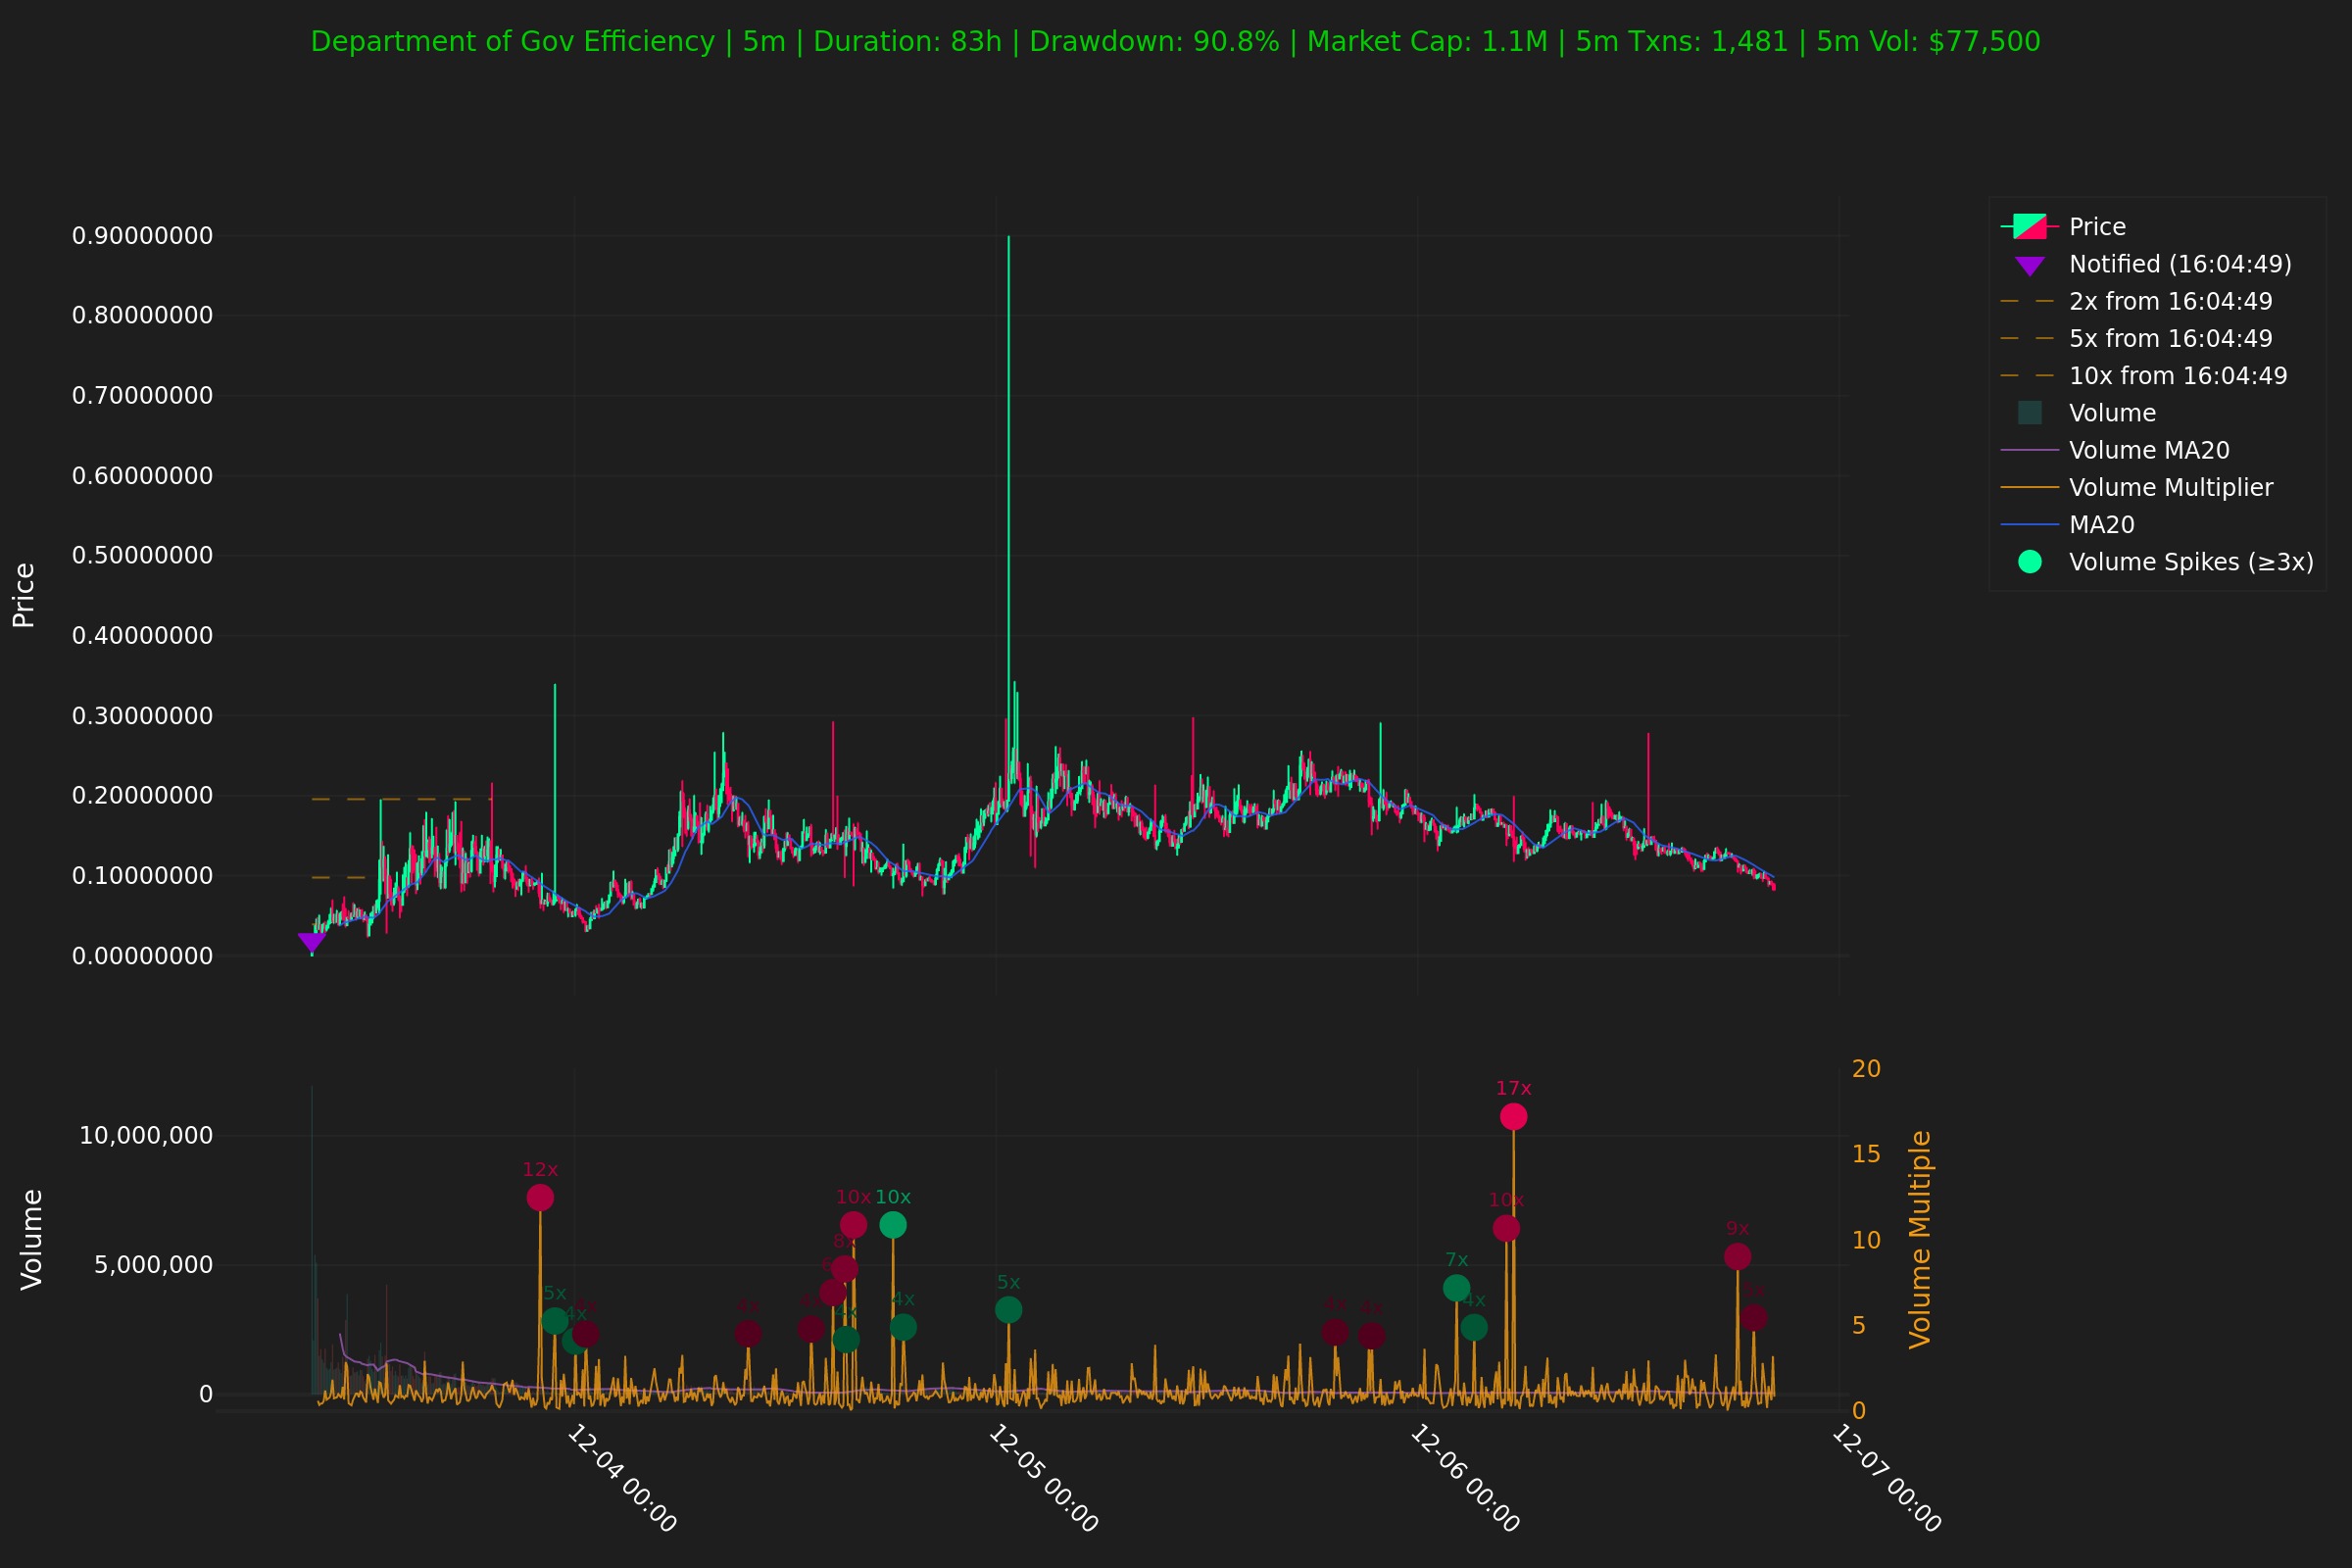 Department of Gov Efficiency | 5m | Duration: 83h | Drawdown: 90.8% | Market Cap: 1.1M | 5m Txns: 1,481 | 5m Vol: $77,500
Price
0.90000000
0.80000000
0.70000000
0.60000000
0.50000000
0.40000000
0.30000000
0.20000000
0.10000000
0.00000000
Price
Notified (16:04:49)
2x from 16:04:49
5x from 16:04:49
10x from 16:04:49
Volume
Volume MA20
Volume Multiplier
MA20
Volume Spikes (≥3x)
Volume
10,000,000
5,000,000
0
12x
5x
4x
4x
10x
10x
4x
5x
4x
4x
7x
4x
10x
17x
9x
20
15
10
5
0
Volume Multiple
12-04 00:00
12-05 00:00
12-06 00:00
12-07 00:00